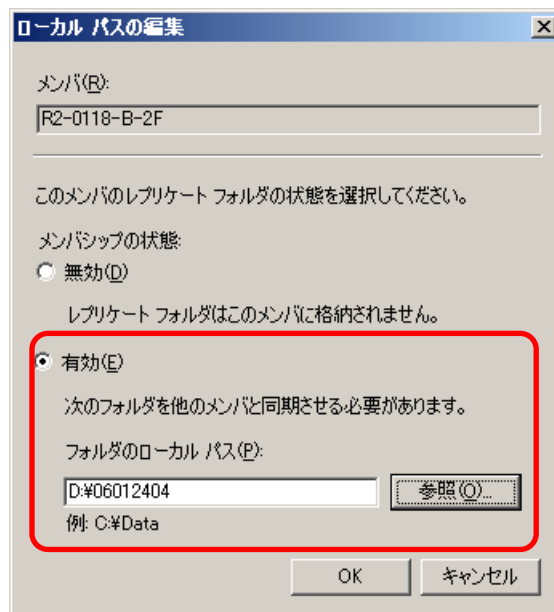 ローカル パスの編集
メンバ(R):
R2-0118-B-2F
このメンバのレプリケート フォルダの状態を選択してください。
メンバシップの状態:
無効(D)
レプリケート フォルダはこのメンバに格納されません。
有効(E)
次のフォルダを他のメンバと同期させる必要があります。
フォルダのローカル パス(P):
D:¥06012404
参照(O)...
例: C:¥Data
OK
キャンセル